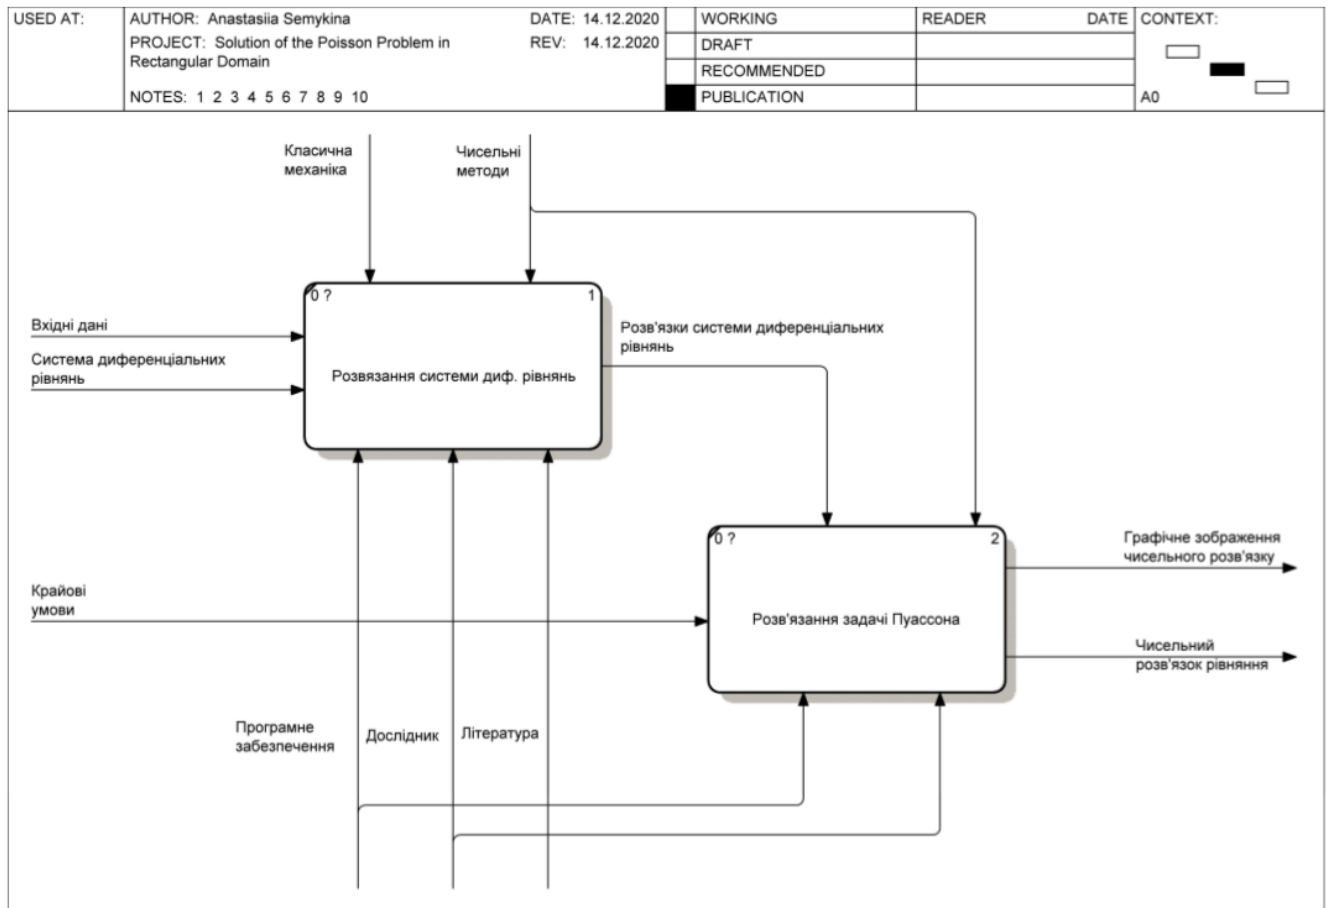 USED AT:
AUTHOR: Anastasiia Semykina
DATE: 14.12.2020
WORKING
READER
DATE
CONTEXT:
PROJECT: Solution of the Poisson Problem in
REV: 14.12.2020
DRAFT
Rectangular Domain
RECOMMENDED
NOTES: 1 2 3 4 5 6 7 8 9 10
PUBLICATION
A0
Класична
механіка
Чисельні
методи
0 ?
1
Вхідні дані
Розв'язки системи диференціальних
рівнянь
Система диференціальних
рівнянь
Розвязання системи диф. рівнянь
0 ?
2
Графічне зображення
чисельного розв'язку
Крайові
умови
Розв'язання задачі Пуассона
Чисельний
розв'язок рівняння
Програмне
забезпечення
Дослідник
Література